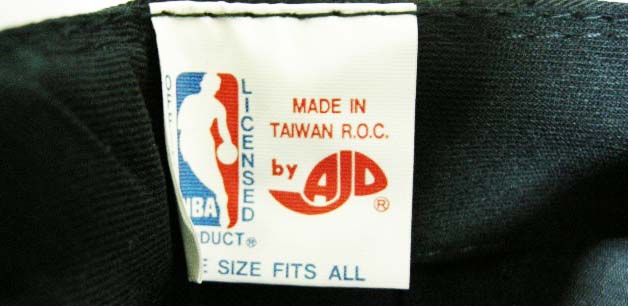 LICENSED
NBA
DUCT®
MADE IN
TAIWAN R.O.C.
by AJD®
SIZE FITS ALL